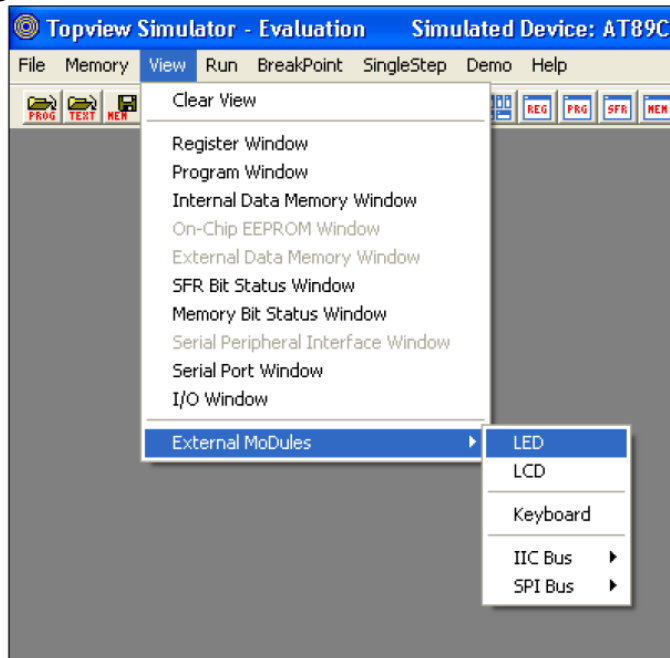 Topview Simulator - Evaluation Simulated Device: AT89C
File Memory View Run BreakPoint SingleStep Demo Help
PROG TEXT MEM REG PRG SFR MEM
Clear View
Register Window
Program Window
Internal Data Memory Window
On-Chip EEPROM Window
External Data Memory Window
SFR Bit Status Window
Memory Bit Status Window
Serial Peripheral Interface Window
Serial Port Window
I/O Window
External MoDules
LED
LCD
Keyboard
IIC Bus
SPI Bus